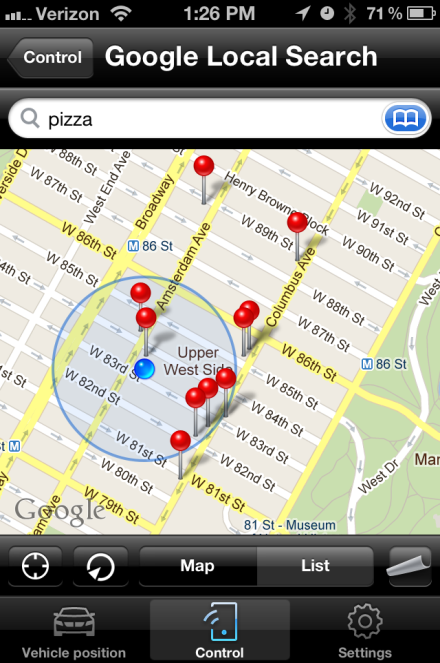 Verizon 1:26 PM 71%
Control
Google Local Search
pizza
W 88th St
W 87th St
West End Ave
Broadway
Henry Browne Block
W 92nd St
W 91st St
W 90th St
W 89th St
W 86th St
M 86 St
Amsterdam Ave
Columbus Ave
W 85th St
W 88th St
W 87th St
W 86th St
M 86 St
Upper
West Side
W 83rd St
W 82nd St
W 85th St
W 84th St
W 83rd St
W 82nd St
W 81st St
W 80th St
W 79th St
W 81st St
West Dr
81 St - Museum
Google
Map
List
Vehicle position
Control
Settings